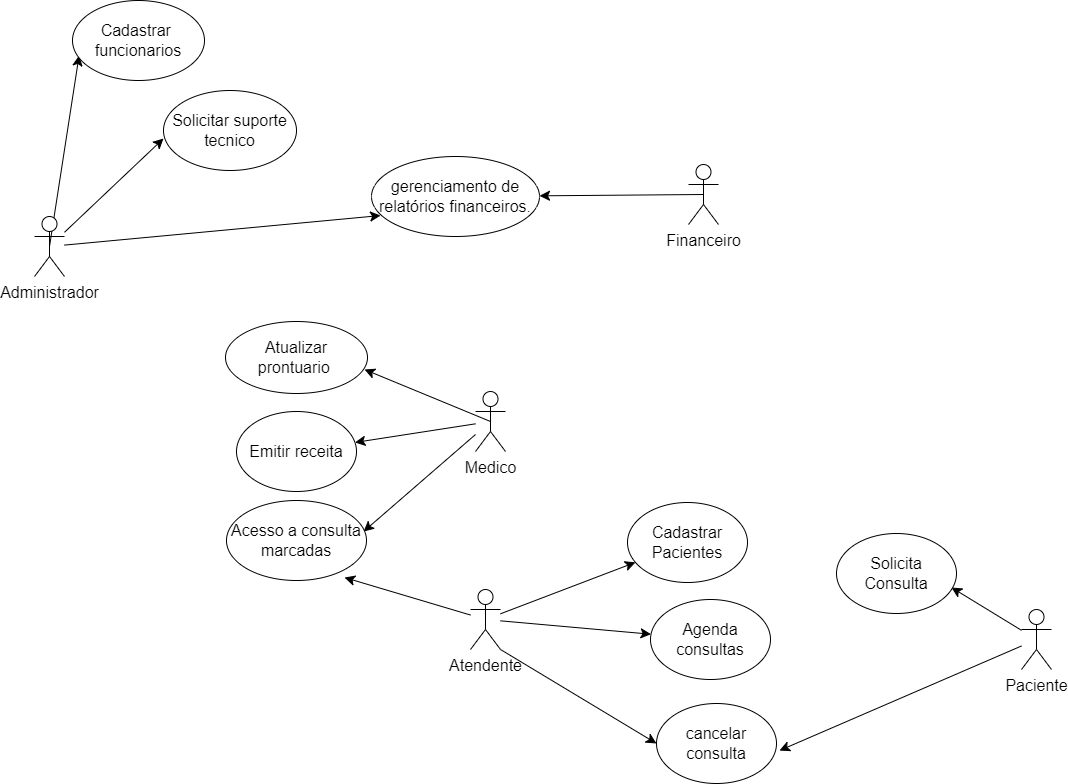 Cadastrar
funcionarios
Solicitar suporte
tecnico
gerenciamento de
relatórios financeiros.
Financeiro
Administrador
Atualizar
prontuario
Emitir receita
Medico
Acesso a consulta
marcadas
Cadastrar
Pacientes
Solicita
Consulta
Agenda
consultas
Atendente
Paciente
cancelar
consulta